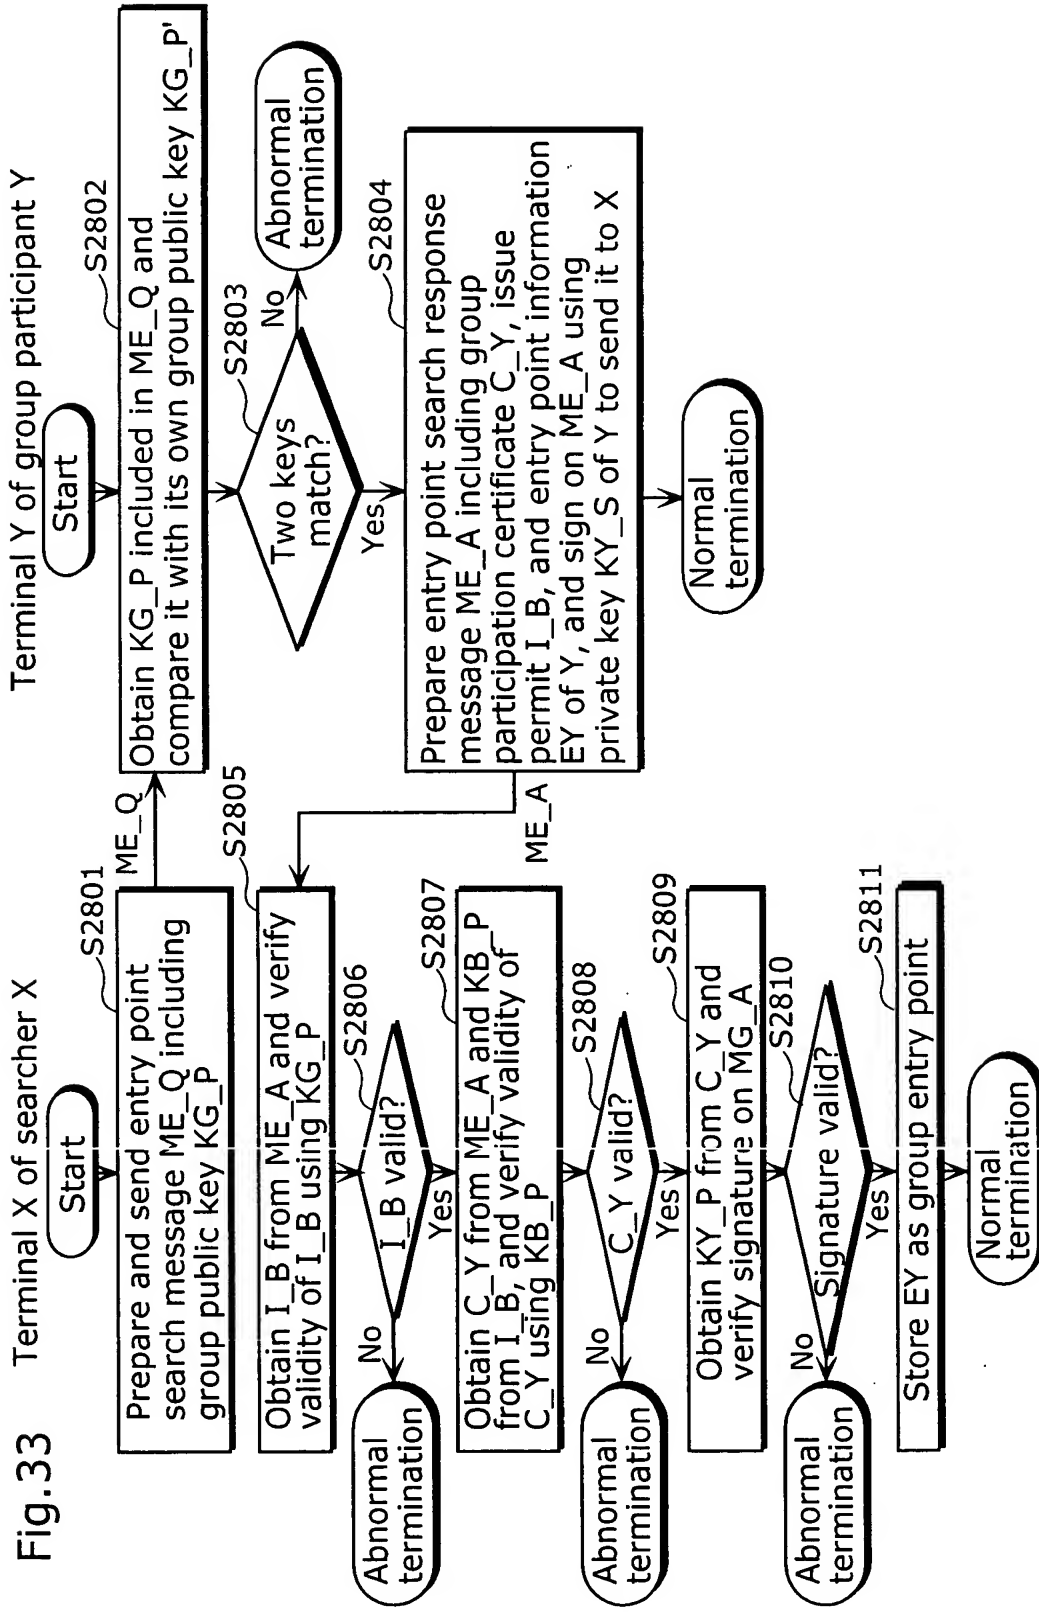 Fig.33
Terminal X of searcher X
Start
S2801
Prepare and send entry point
search message ME_Q including
group public key KG_P
ME_Q
S2805
Obtain I_B from ME_A and verify
validity of I_B using KG_P
S2806
I_B valid?
No
Abnormal
termination
Yes
S2807
Obtain C_Y from ME_A and KB_P
from I_B, and verify validity of
C_Y using KB_P
S2808
C_Y valid?
No
Abnormal
termination
Yes
S2809
Obtain KY_P from C_Y and
verify signature on MG_A
S2810
Signature valid?
No
Abnormal
termination
Yes
S2811
Store EY as group entry point
Normal
termination
Terminal Y of group participant Y
Start
S2802
Obtain KG_P included in ME_Q and
compare it with its own group public key KG_P'
S2803
Two keys
match?
No
Abnormal
termination
Yes
S2804
Prepare entry point search response
message ME_A including group
participation certificate C_Y, issue
permit I_B, and entry point information
EY of Y, and sign on ME_A using
private key KY_S of Y to send it to X
ME_A
Normal
termination